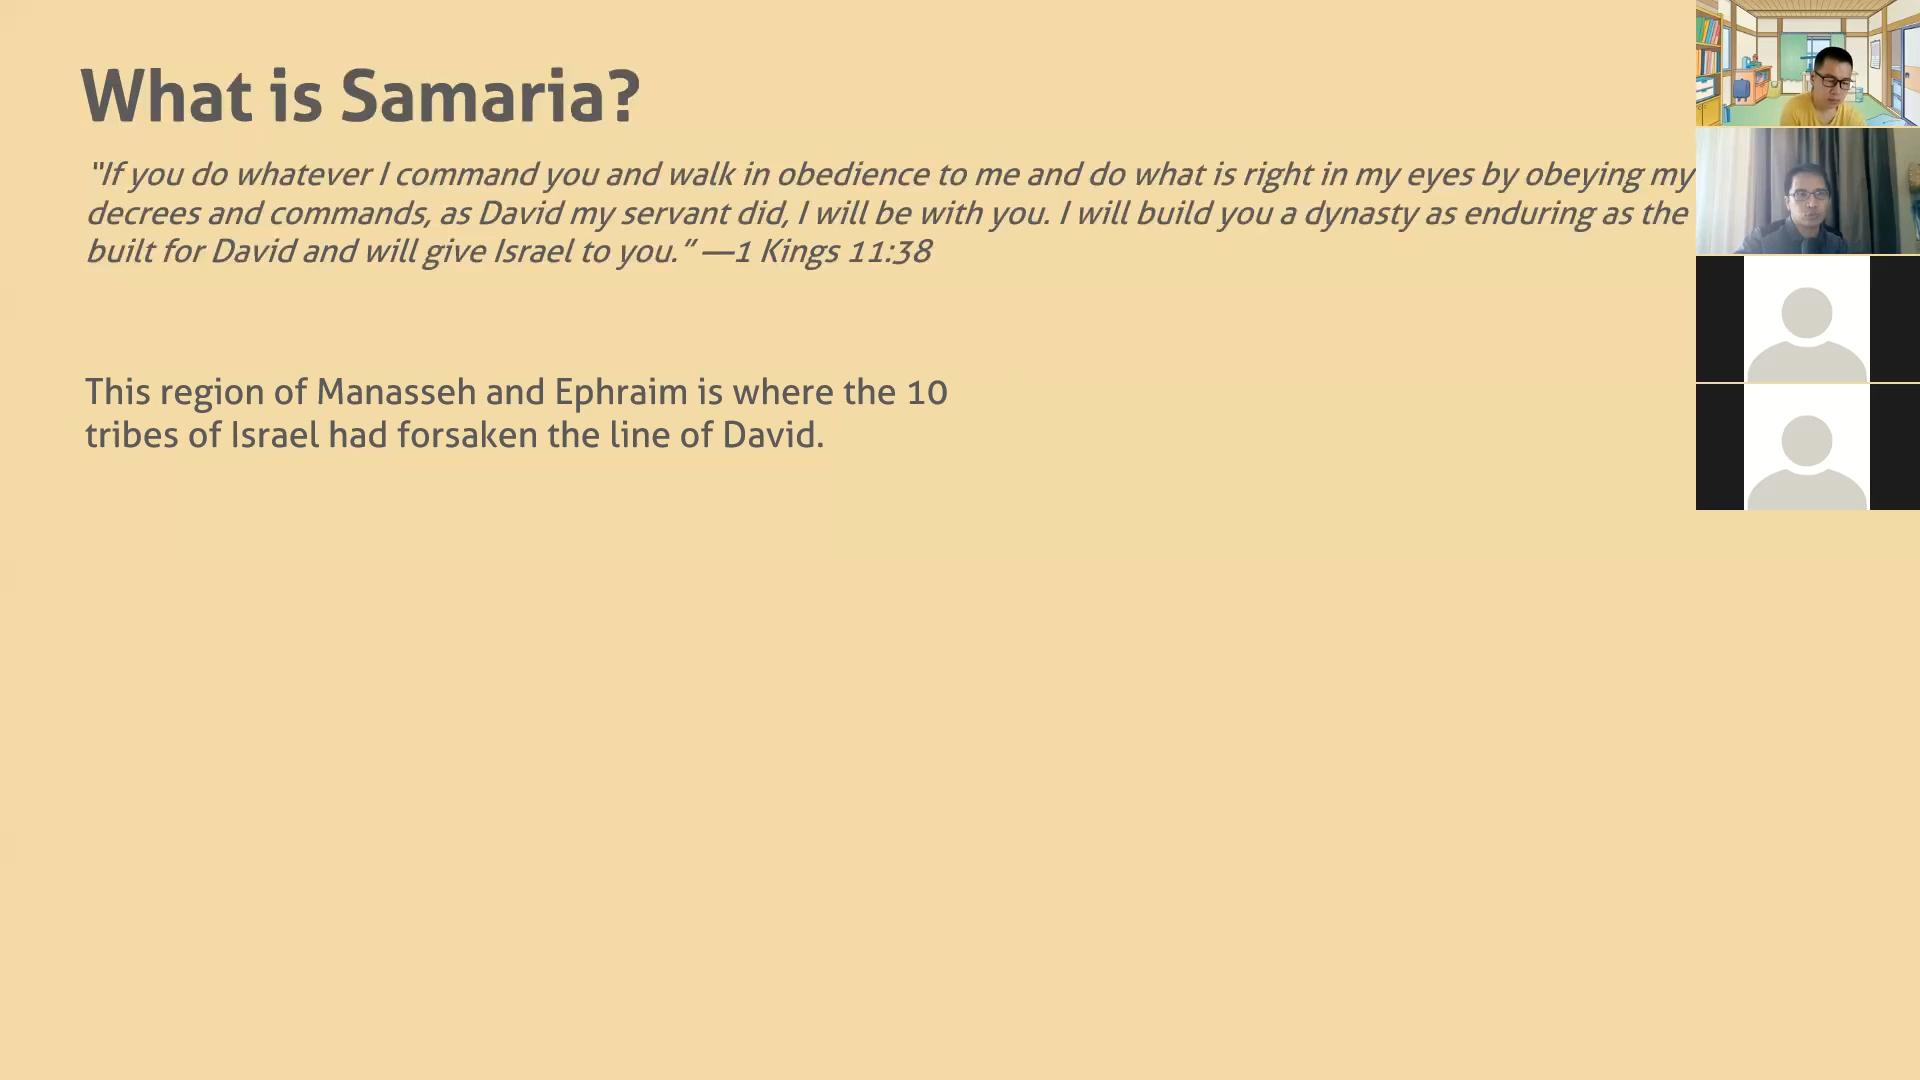 What is Samaria?
"If you do whatever I command you and walk in obedience to me and do what is right in my eyes by obeying my
decrees and commands, as David my servant did, I will be with you. I will build you a dynasty as enduring as the
built for David and will give Israel to you.” —1 Kings 11:38
This region of Manasseh and Ephraim is where the 10
tribes of Israel had forsaken the line of David.